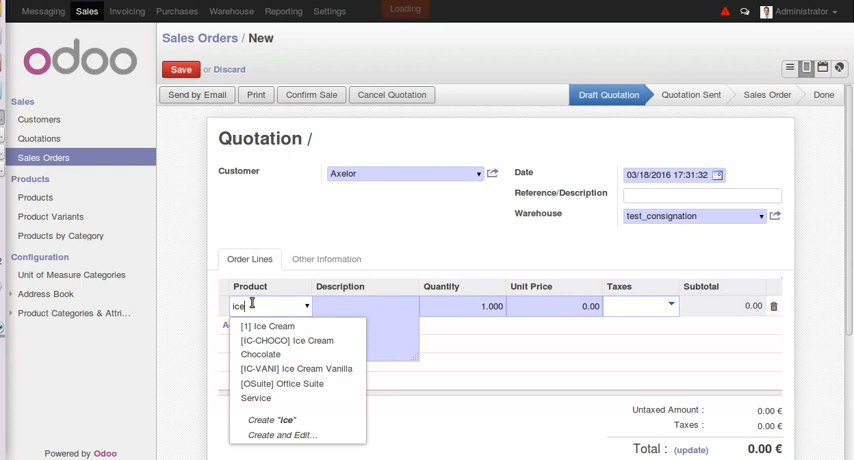 Messaging Sales Invoicing Purchases Warehouse Reporting Settings Loading Administrator
odoo
Sales Orders / New
Save or Discard
Send by Email Print Confirm Sale Cancel Quotation Draft Quotation Quotation Sent Sales Order Done
Sales
Customers
Quotations
Sales Orders
Products
Products
Product Variants
Products by Category
Configuration
Unit of Measure Categories
Address Book
Product Categories & Attri...
Powered by Odoo
Quotation /
Customer Axelor
Date 03/18/2016 17:31:32
Reference/Description
Warehouse test_consignation
Order Lines Other Information
Product Description Quantity Unit Price Taxes Subtotal
ice 1.000 0.00 0.00
[1] Ice Cream
[IC-CHOCO] Ice Cream
Chocolate
[IC-VANI] Ice Cream Vanilla
[OSuite] Office Suite
Service
Create "ice"
Create and Edit...
Untaxed Amount : 0.00 €
Taxes : 0.00 €
Total : (update) 0.00 €